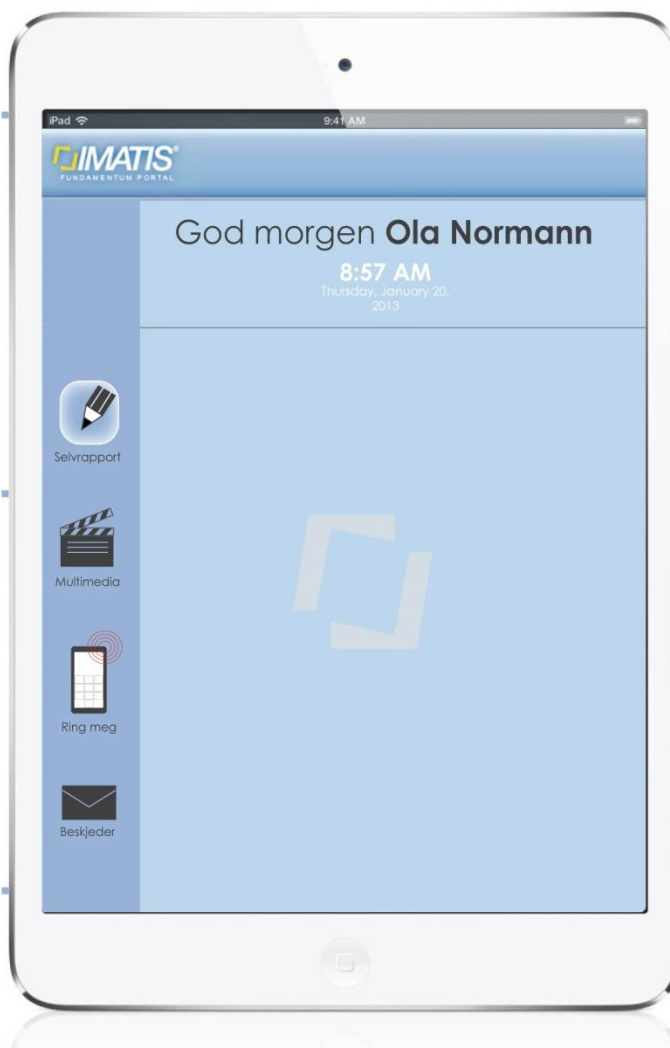 iPad 9:41 AM
IMATIS®
FUNDAMENTUM PORTAL
God morgen Ola Normann
8:57 AM
Thursday, January 20,
2013
Selvrapport
Multimedia
Ring meg
Beskjeder